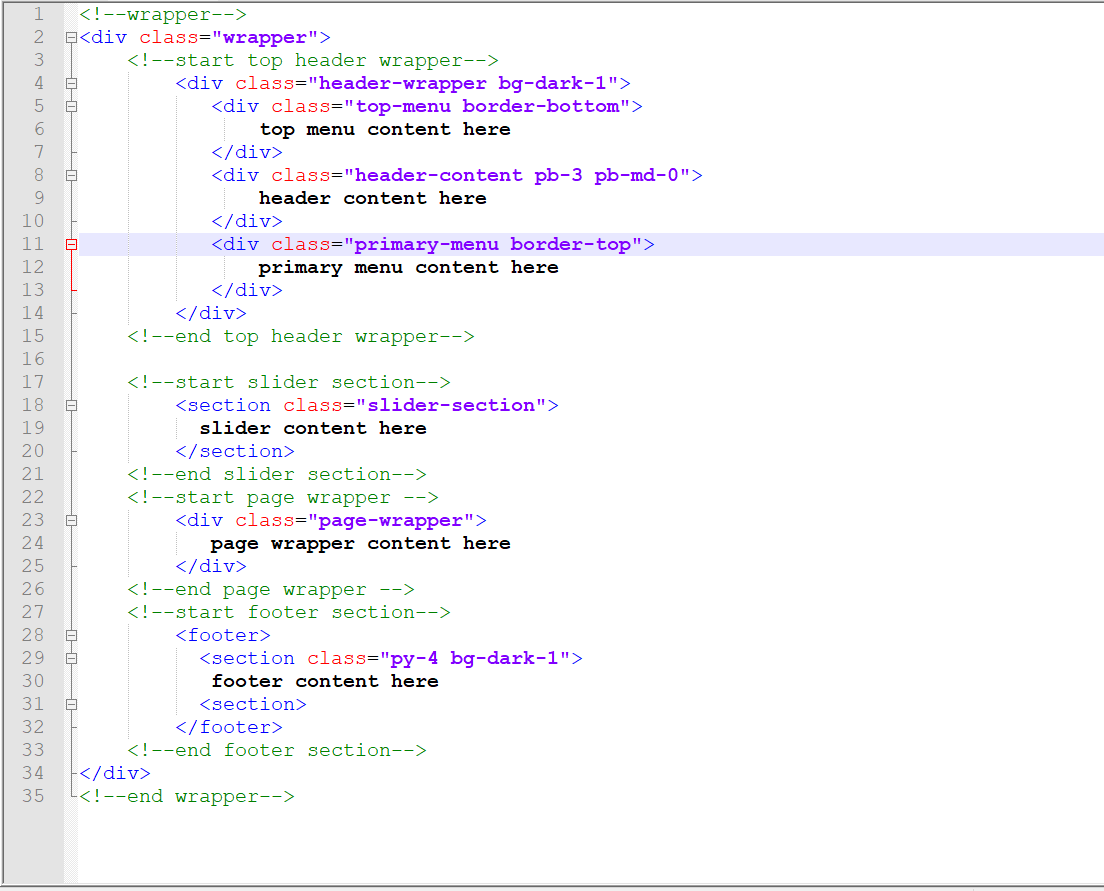 1 <!--wrapper-->
2 <div class="wrapper">
3 <!--start top header wrapper-->
4 <div class="header-wrapper bg-dark-1">
5 <div class="top-menu border-bottom">
6 top menu content here
7 </div>
8 <div class="header-content pb-3 pb-md-0">
9 header content here
10 </div>
11 <div class="primary-menu border-top">
12 primary menu content here
13 </div>
14 </div>
15 <!--end top header wrapper-->
16
17 <!--start slider section-->
18 <section class="slider-section">
19 slider content here
20 </section>
21 <!--end slider section-->
22 <!--start page wrapper -->
23 <div class="page-wrapper">
24 page wrapper content here
25 </div>
26 <!--end page wrapper -->
27 <!--start footer section-->
28 <footer>
29 <section class="py-4 bg-dark-1">
30 footer content here
31 <section>
32 </footer>
33 <!--end footer section-->
34 </div>
35 <!--end wrapper-->